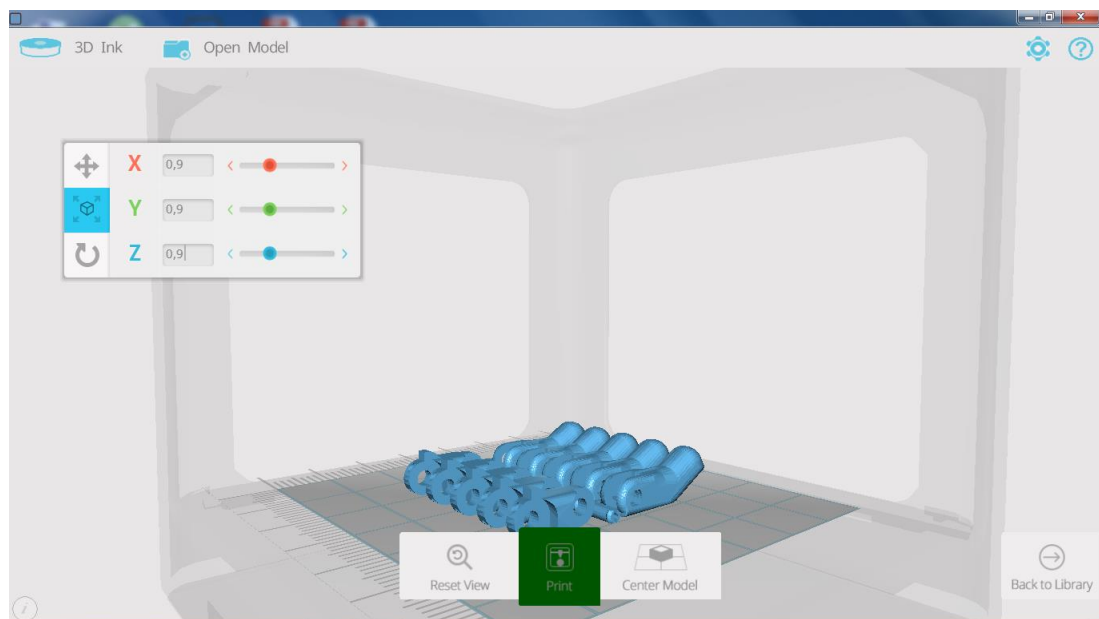 3D Ink
Open Model
X 0,9
Y 0,9
Z 0,9
Reset View
Print
Center Model
Back to Library